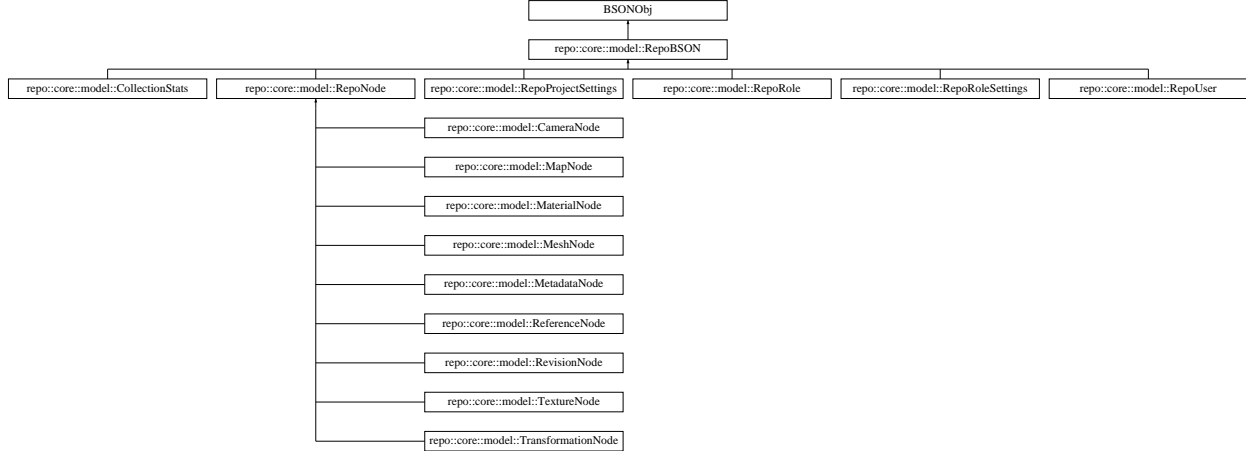 BSONObj
repo::core::model::RepoBSON
repo::core::model::CollectionStats
repo::core::model::RepoNode
repo::core::model::RepoProjectSettings
repo::core::model::RepoRole
repo::core::model::RepoRoleSettings
repo::core::model::RepoUser
repo::core::model::CameraNode
repo::core::model::MapNode
repo::core::model::MaterialNode
repo::core::model::MeshNode
repo::core::model::MetadataNode
repo::core::model::ReferenceNode
repo::core::model::RevisionNode
repo::core::model::TextureNode
repo::core::model::TransformationNode